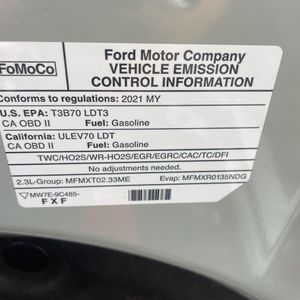 FoMoCo
Ford Motor Company
VEHICLE EMISSION
CONTROL INFORMATION
Conforms to regulations: 2021 MY
U.S. EPA: T3B70 LDT3
CA OBD II Fuel: Gasoline
California: ULEV70 LDT
CA OBD II Fuel: Gasoline
TWC/HO2S/WR-HO2S/EGR/EGRC/CAC/TC/DFI
No adjustments needed.
2.3L-Group: MFMXT02.33ME Evap: MFMXR0135NDG
MW7E-9C485-
FXF